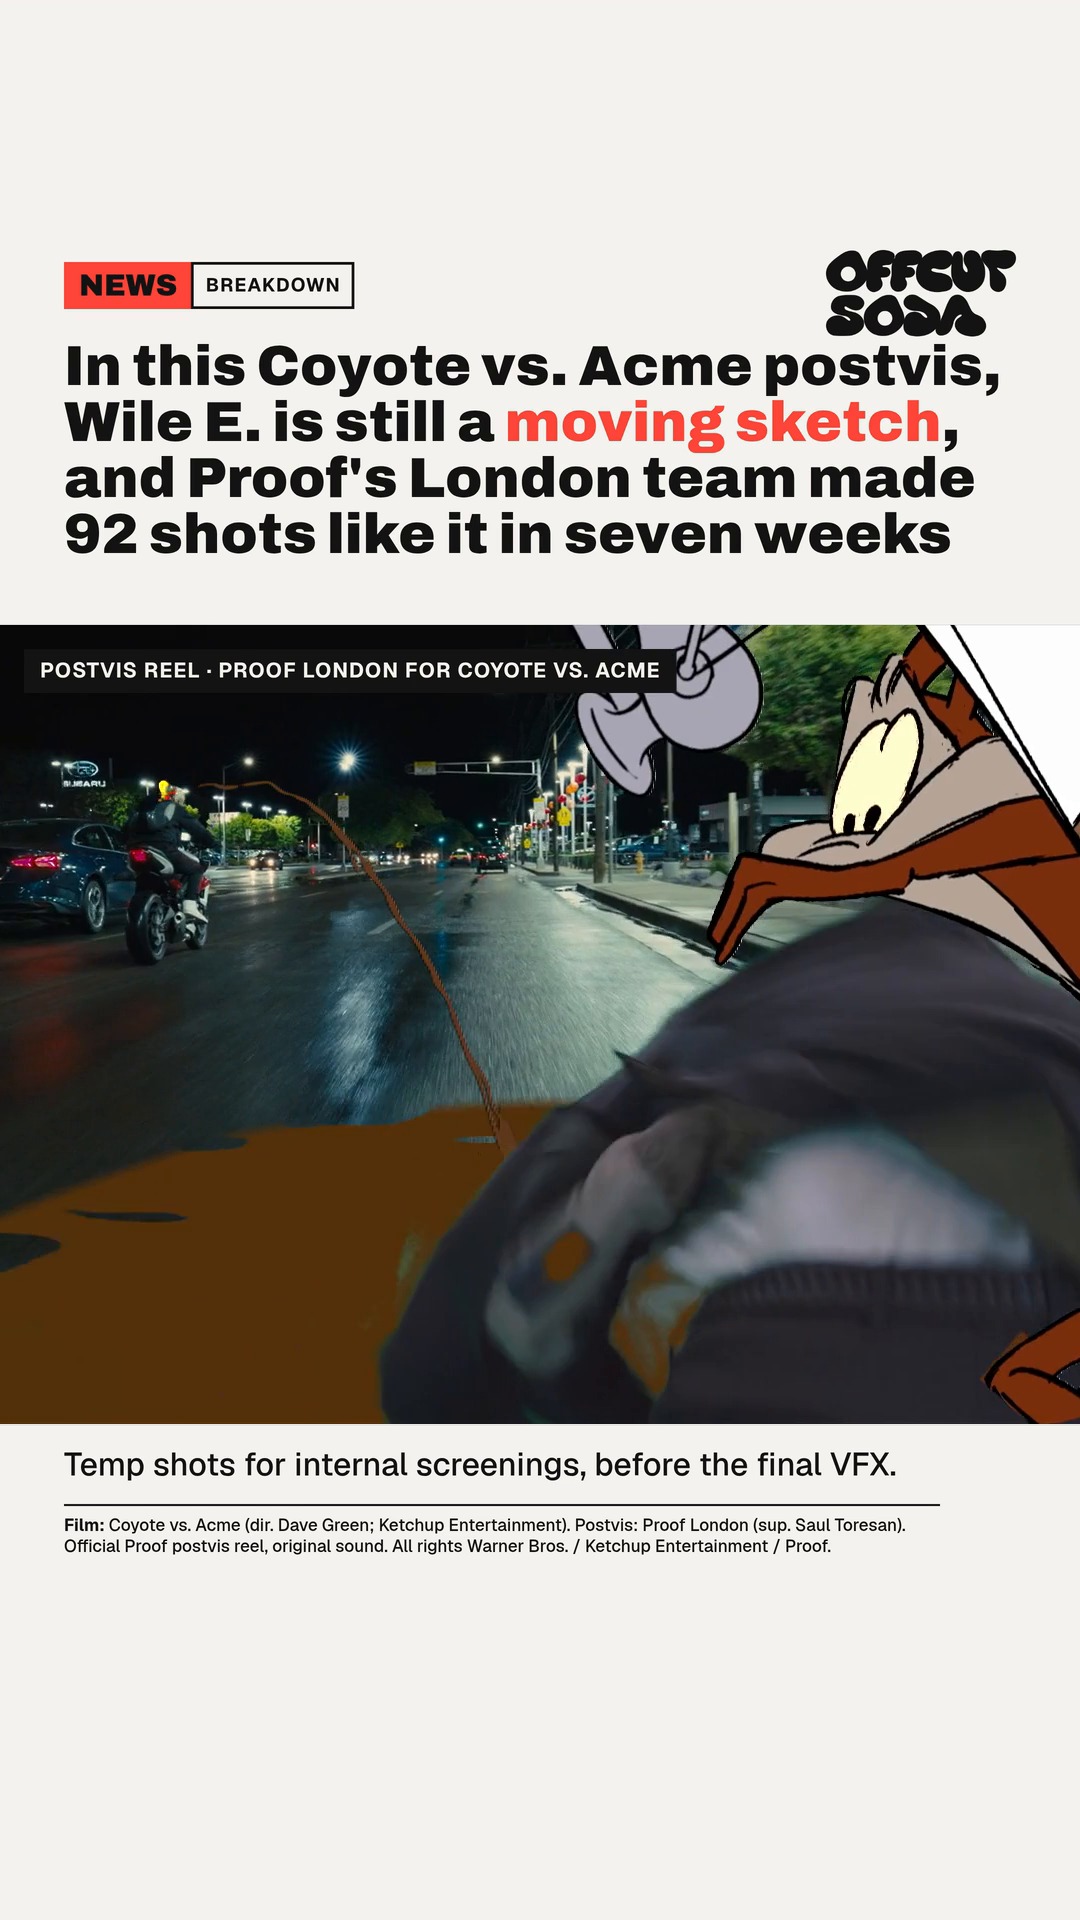 NEWS BREAKDOWN
OFFCUT
SODA
In this Coyote vs. Acme postvis,
Wile E. is still a moving sketch,
and Proof's London team made
92 shots like it in seven weeks
POSTVIS REEL · PROOF LONDON FOR COYOTE VS. ACME
SUBARU
Temp shots for internal screenings, before the final VFX.
Film: Coyote vs. Acme (dir. Dave Green; Ketchup Entertainment). Postvis: Proof London (sup. Saul Toresan).
Official Proof postvis reel, original sound. All rights Warner Bros. / Ketchup Entertainment / Proof.